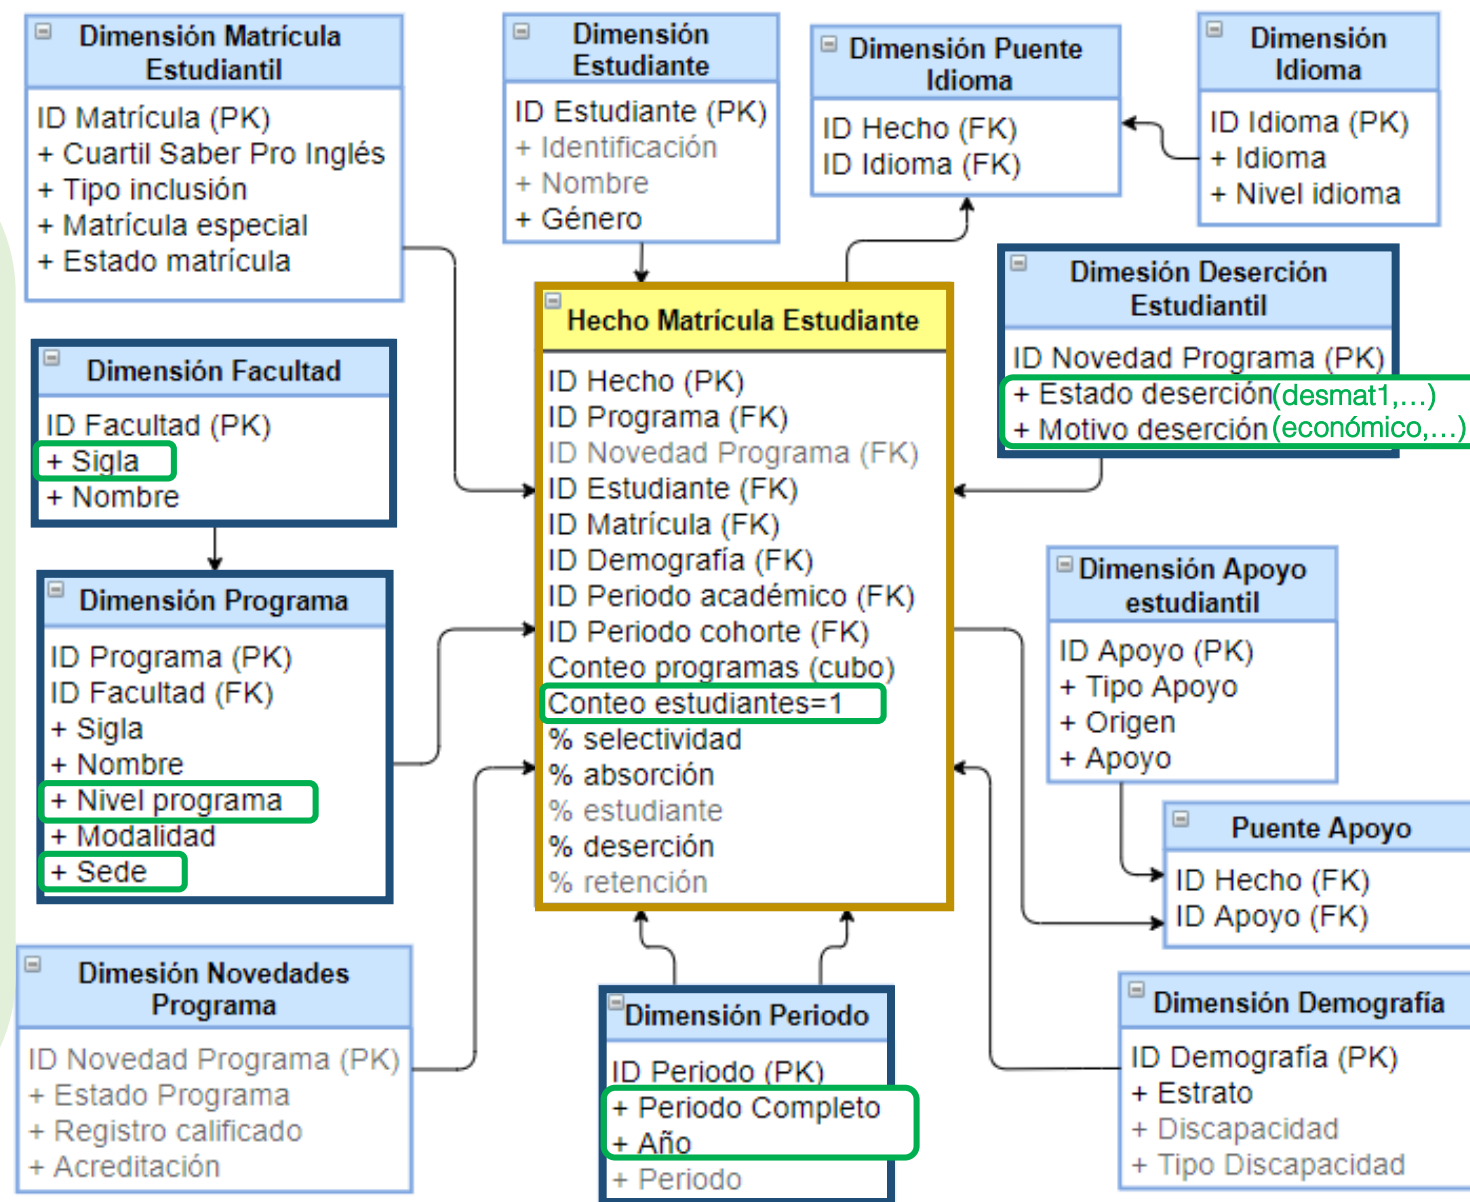 Dimensión Matrícula
Estudiantil
ID Matrícula (PK)
+ Cuartil Saber Pro Inglés
+ Tipo inclusión
+ Matrícula especial
+ Estado matrícula
Dimensión
Estudiante
ID Estudiante (PK)
+ Identificación
+ Nombre
+ Género
Dimensión Puente
Idioma
ID Hecho (FK)
ID Idioma (FK)
Dimensión
Idioma
ID Idioma (PK)
+ Idioma
+ Nivel idioma
Dimensión Facultad
ID Facultad (PK)
+ Sigla
+ Nombre
Hecho Matrícula Estudiante
ID Hecho (PK)
ID Programa (FK)
ID Novedad Programa (FK)
ID Estudiante (FK)
ID Matrícula (FK)
ID Demografía (FK)
ID Periodo académico (FK)
ID Periodo cohorte (FK)
Conteo programas (cubo)
Conteo estudiantes=1
% selectividad
% absorción
% estudiante
% deserción
% retención
Dimesión Deserción
Estudiantil
ID Novedad Programa (PK)
+ Estado deserción(desmat1,...)
+ Motivo deserción(económico,...)
Dimensión Programa
ID Programa (PK)
ID Facultad (FK)
+ Sigla
+ Nombre
+ Nivel programa
+ Modalidad
+ Sede
Dimensión Apoyo
estudiantil
ID Apoyo (PK)
+ Tipo Apoyo
+ Origen
+ Apoyo
Puente Apoyo
ID Hecho (FK)
ID Apoyo (FK)
Dimesión Novedades
Programa
ID Novedad Programa (PK)
+ Estado Programa
+ Registro calificado
+ Acreditación
Dimensión Periodo
ID Periodo (PK)
+ Periodo Completo
+ Año
+ Periodo
Dimensión Demografía
ID Demografía (PK)
+ Estrato
+ Discapacidad
+ Tipo Discapacidad